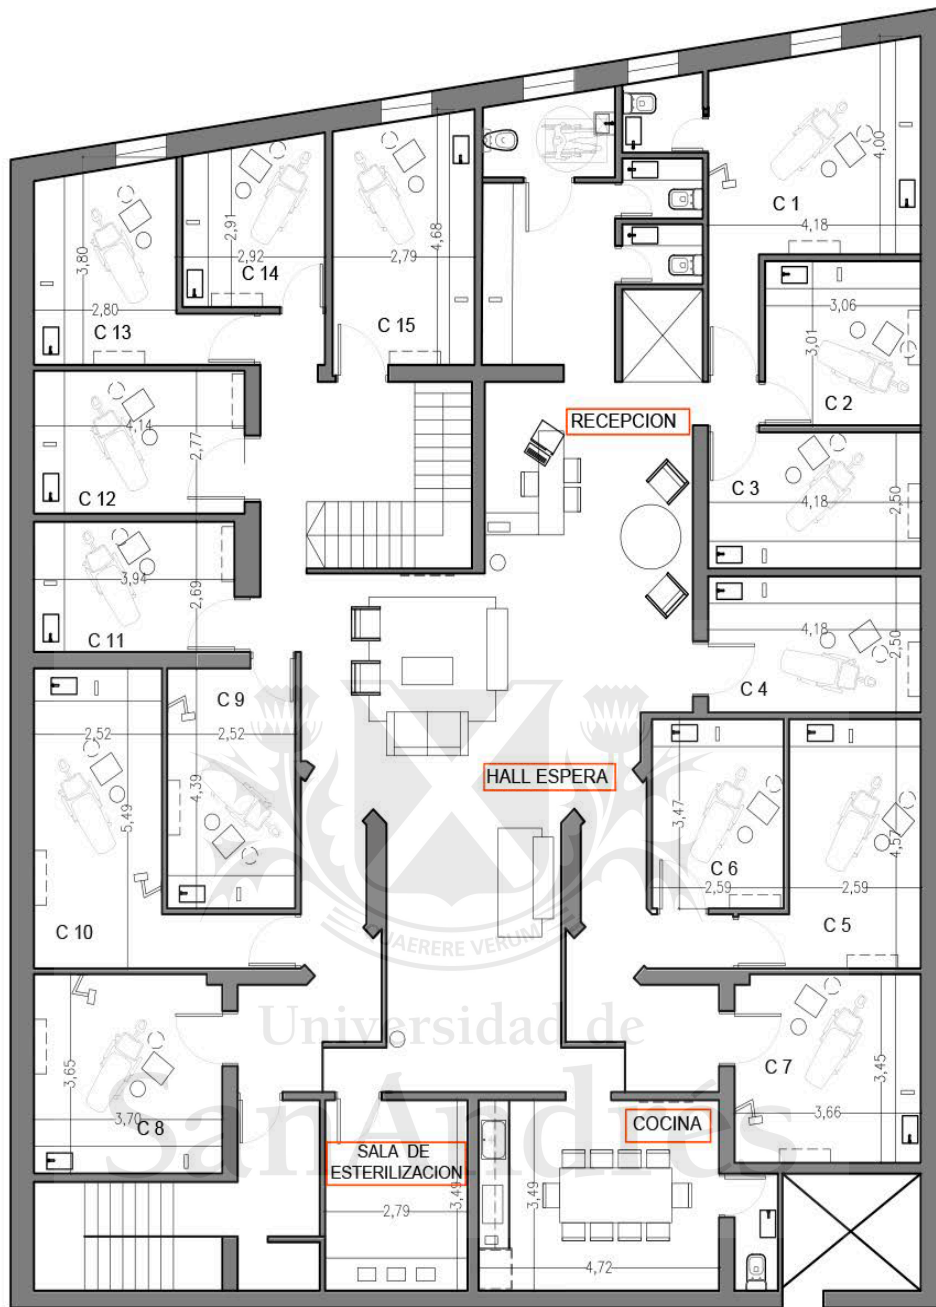 4,00
C 1
4,18
2,91
2,92
C 14
4,68
2,79
C 15
3,80
2,80
C 13
3,06
3,01
C 2
RECEPCION
4,14
2,77
C 12
C 3
4,18
2,50
3,94
2,69
C 11
4,18
2,50
C 4
C 9
2,52
2,52
4,39
5,49
C 10
HALL ESPERA
3,47
C 6
2,59
4,57
2,59
C 5
QUAERERE VERUM
Universidad de
SanAndrés
3,65
3,70
C 8
C 7
3,45
3,66
COCINA
SALA DE
ESTERILIZACION
3,49
2,79
3,49
4,72